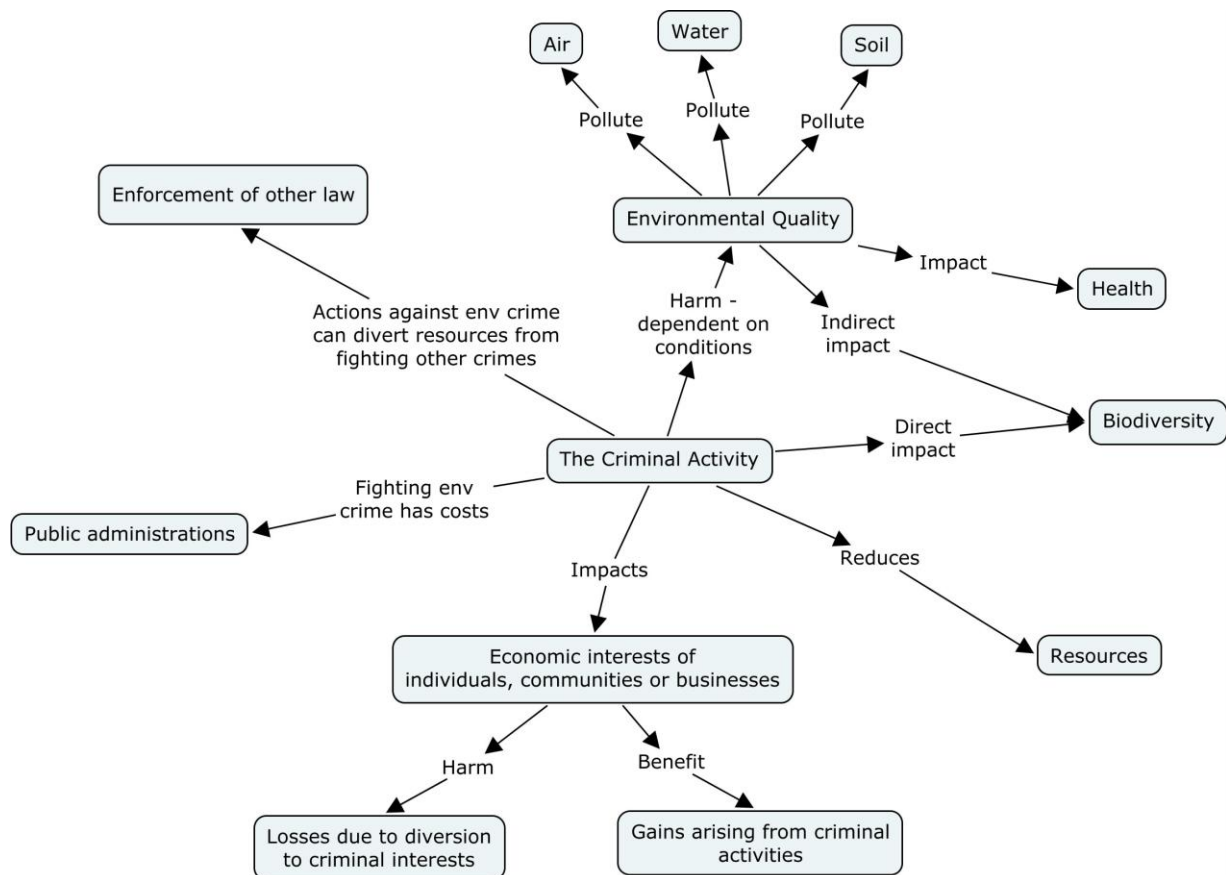 Air
Water
Soil
Pollute
Pollute
Pollute
Enforcement of other law
Environmental Quality
Impact
Health
Actions against env crime
can divert resources from
fighting other crimes
Harm -
dependent on
conditions
Indirect
impact
Biodiversity
Direct
impact
The Criminal Activity
Fighting env
crime has costs
Public administrations
Impacts
Reduces
Economic interests of
individuals, communities or businesses
Resources
Harm
Benefit
Losses due to diversion
to criminal interests
Gains arising from criminal
activities